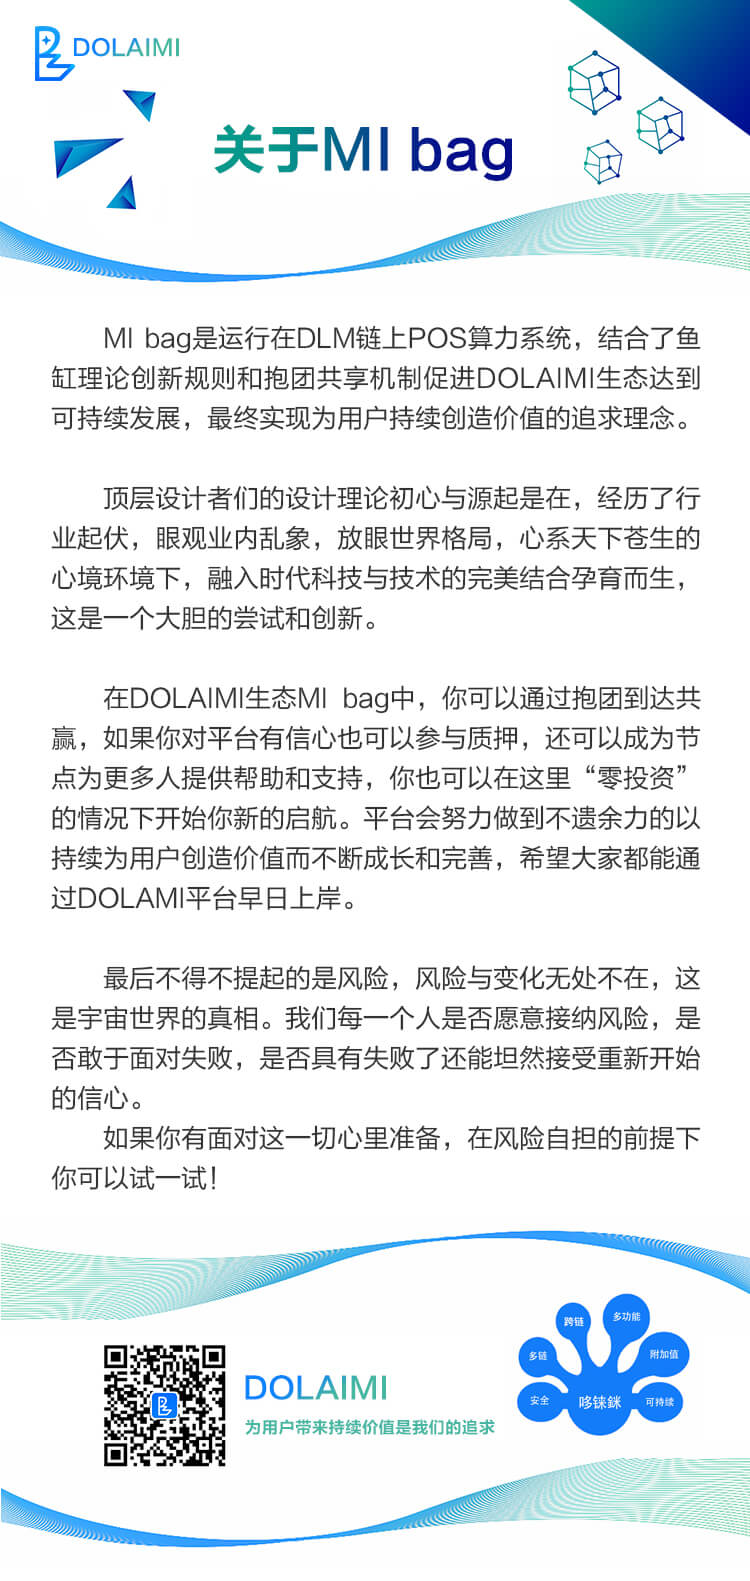 DOLAIMI
关于MI bag
MI bag是运行在DLM链上POS算力系统，结合了鱼
缸理论创新规则和抱团共享机制促进DOLAIMI生态达到
可持续发展，最终实现为用户持续创造价值的追求理念。
顶层设计者们的设计理论初心与源起是在，经历了行
业起伏，眼观业内乱象，放眼世界格局，心系天下苍生的
心境环境下，融入时代科技与技术的完美结合孕育而生，
这是一个大胆的尝试和创新。
在DOLAIMI生态MI bag中，你可以通过抱团到达共
赢，如果你对平台有信心也可以参与质押，还可以成为节
点为更多人提供帮助和支持，你也可以在这里“零投资”
的情况下开始你新的启航。平台会努力做到不遗余力的以
持续为用户创造价值而不断成长和完善，希望大家都能通
过DOLAMI平台早日上岸。
最后不得不提起的是风险，风险与变化无处不在，这
是宇宙世界的真相。我们每一个人是否愿意接纳风险，是
否敢于面对失败，是否具有失败了还能坦然接受重新开始
的信心。
如果你有面对这一切心里准备，在风险自担的前提下
你可以试一试！
DOLAIMI
为用户带来持续价值是我们的追求
安全
多链
跨链
多功能
附加值
可持续
哆铼銤